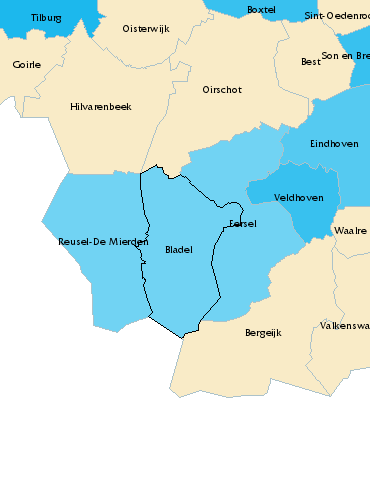 Boxtel
Tilburg
Sint-Oedenro
Oisterwijk
Son en Bre
Best
Goirle
Oirschot
Hilvarenbeek
Eindhoven
Veldhoven
Eersel
Waalre
Reusel-De Mierden
Bladel
Valkenswa
Bergeijk